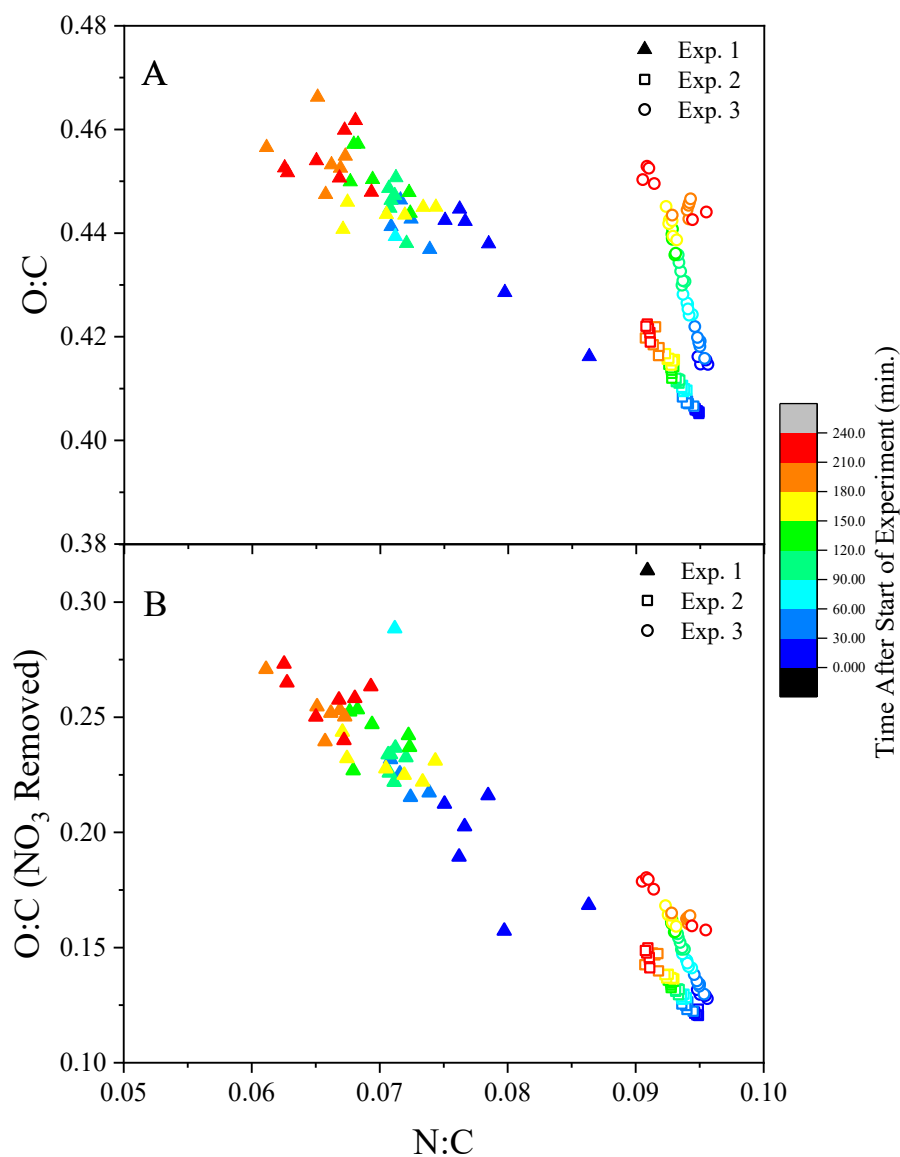 0.48
A
Exp. 1
Exp. 2
Exp. 3
0.46
0.44
O:C
0.42
0.40
0.38
B
Exp. 1
Exp. 2
Exp. 3
0.30
0.25
O:C (NO3 Removed)
0.20
0.15
0.10
0.05 0.06 0.07 0.08 0.09 0.10
N:C
240.0
210.0
180.0
150.0
120.0
90.00
60.00
30.00
0.000
Time After Start of Experiment (min.)